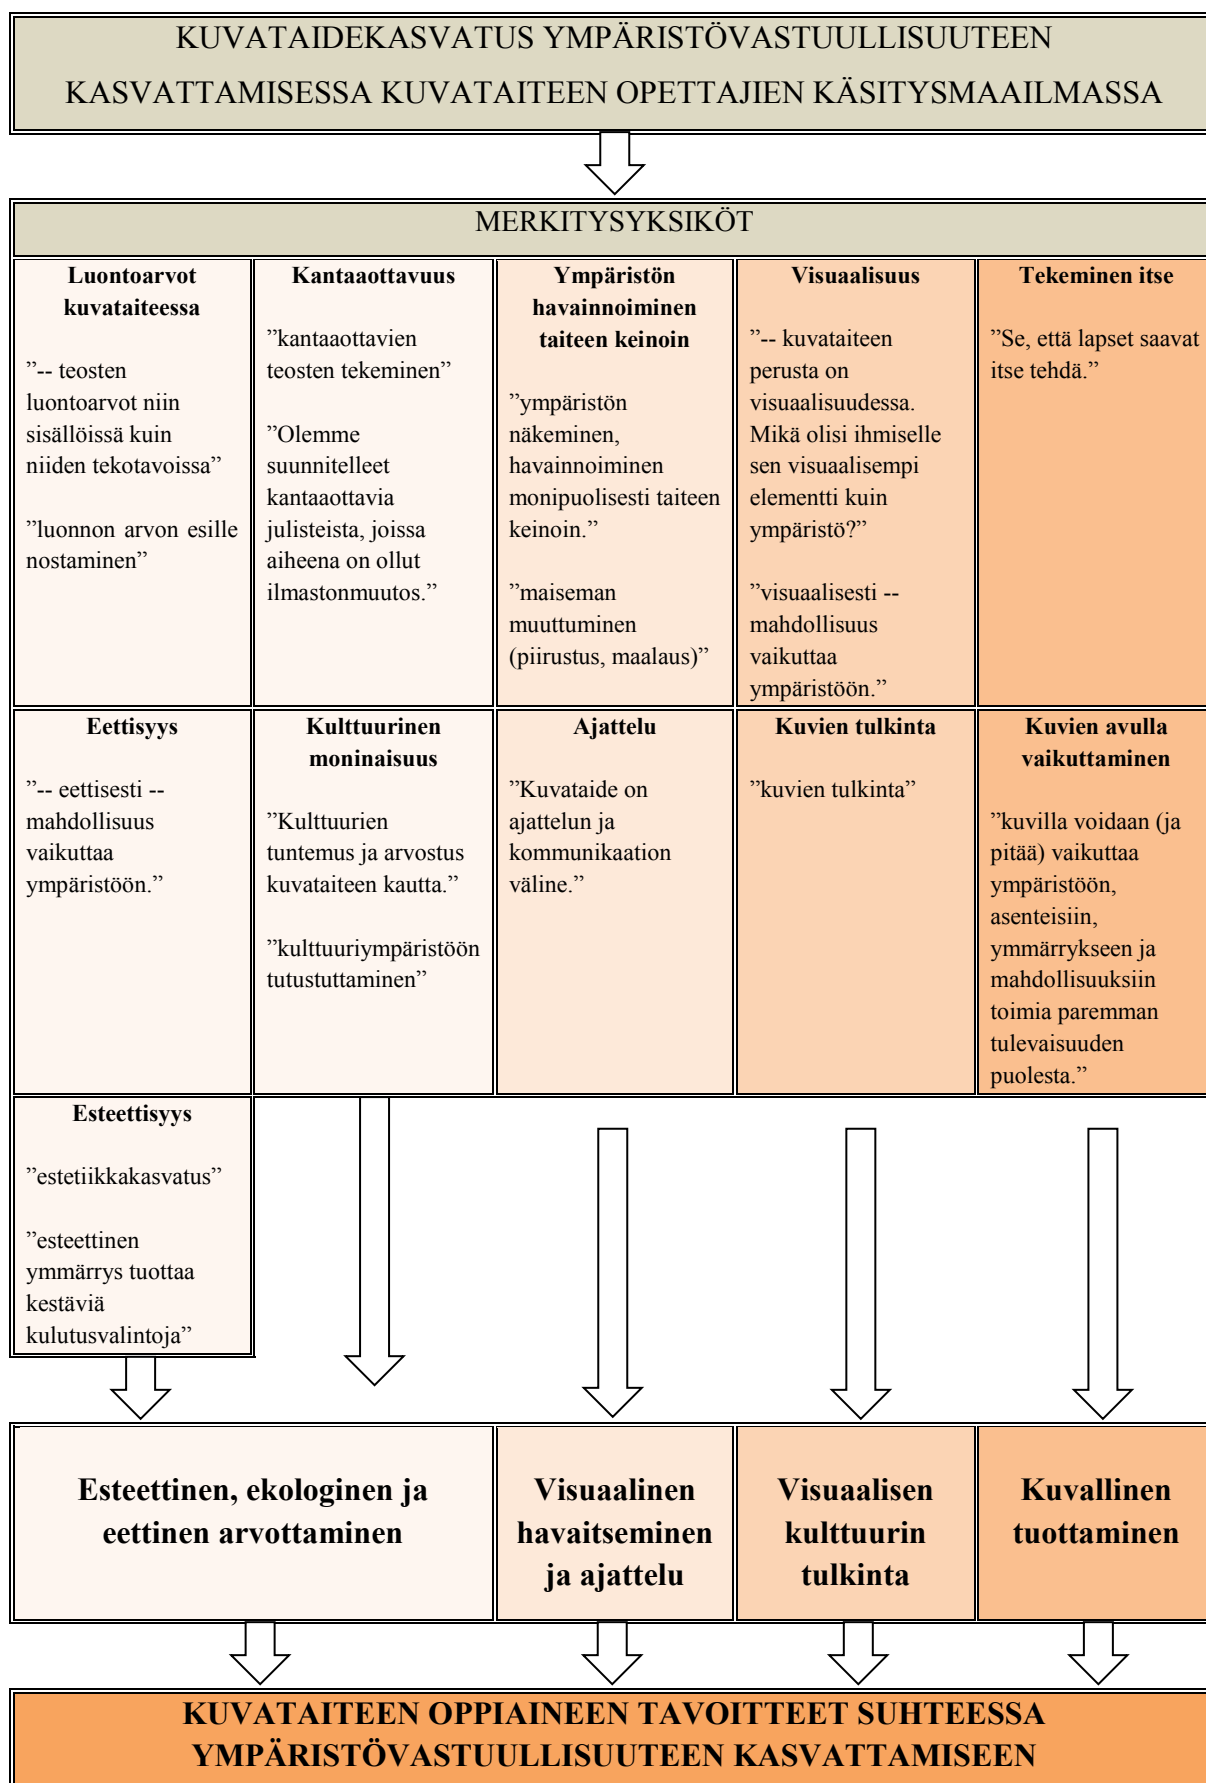 KUVATAIDEKASVATUS YMPÄRISTÖVASTUULLISUUTEEN
KASVATTAMISESSA KUVATAITEEN OPETTAJIEN KÄSITYSMAAILMASSA
MERKITYSYKSIKÖT
Luontoarvot
kuvataiteessa
”-- teosten
luontoarvot niin
sisällöissä kuin
niiden tekotavoissa”
”luonnon arvon esille
nostaminen”
Kantaaottavuus
”kantaaottavien
teosten tekeminen”
”Olemme
suunnitelleet
kantaaottavia
julisteista, joissa
aiheena on ollut
ilmastonmuutos.”
Ympäristön
havainnoiminen
taiteen keinoin
”ympäristön
näkeminen,
havainnoiminen
monipuolisesti taiteen
keinoin.”
”maiseman
muuttuminen
(piirustus, maalaus)”
Visuaalisuus
”-- kuvataiteen
perusta on
visuaalisuudessa.
Mikä olisi ihmiselle
sen visuaalisempi
elementti kuin
ympäristö?”
”visuaalisesti --
mahdollisuus
vaikuttaa
ympäristöön.”
Tekeminen itse
”Se, että lapset saavat
itse tehdä.”
Eettisyys
”-- eettisesti --
mahdollisuus
vaikuttaa
ympäristöön.”
Kulttuurinen
moninaisuus
”Kulttuurien
tuntemus ja arvostus
kuvataiteen kautta.”
”kulttuuriympäristöön
tutustuttaminen”
Ajattelu
”Kuvataide on
ajattelun ja
kommunikaation
väline.”
Kuvien tulkinta
”kuvien tulkinta”
Kuvien avulla
vaikuttaminen
”kuvilla voidaan (ja
pitää) vaikuttaa
ympäristöön,
asenteisiin,
ymmärrykseen ja
mahdollisuuksiin
toimia paremman
tulevaisuuden
puolesta.”
Esteettisyys
”estetiikkakasvatus”
”esteettinen
ymmärrys tuottaa
kestäviä
kulutusvalintoja”
Esteettinen, ekologinen ja
eettinen arvottaminen
Visuaalinen
havaitseminen
ja ajattelu
Visuaalisen
kulttuurin
tulkinta
Kuvallinen
tuottaminen
KUVATAITEEN OPPIAINEEN TAVOITTEET SUHTEESSA
YMPÄRISTÖVASTUULLISUUTEEN KASVATTAMISEEN